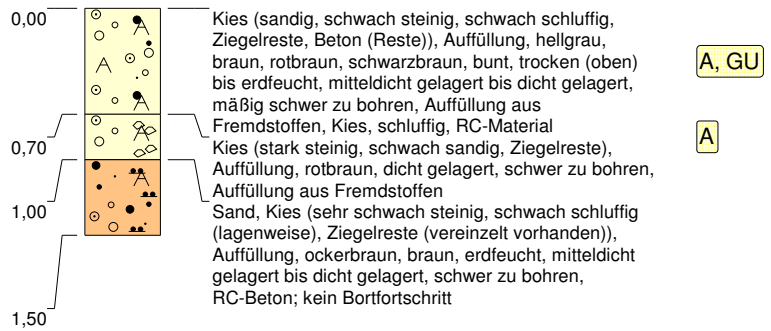 0,00
Kies (sandig, schwach steinig, schwach schluffig,
Ziegelreste, Beton (Reste)), Auffüllung, hellgrau,
braun, rotbraun, schwarzbraun, bunt, trocken (oben)
bis erdfeucht, mitteldicht gelagert bis dicht gelagert,
mäßig schwer zu bohren, Auffüllung aus
Fremdstoffen, Kies, schluffig, RC-Material
A, GU
0,70
Kies (stark steinig, schwach sandig, Ziegelreste),
Auffüllung, rotbraun, dicht gelagert, schwer zu bohren,
Auffüllung aus Fremdstoffen
A
1,00
Sand, Kies (sehr schwach steinig, schwach schluffig
(lagenweise), Ziegelreste (vereinzelt vorhanden)),
Auffüllung, ockerbraun, braun, erdfeucht, mitteldicht
gelagert bis dicht gelagert, schwer zu bohren,
RC-Beton; kein Bortfortschritt
1,50
A
A
A
A
A